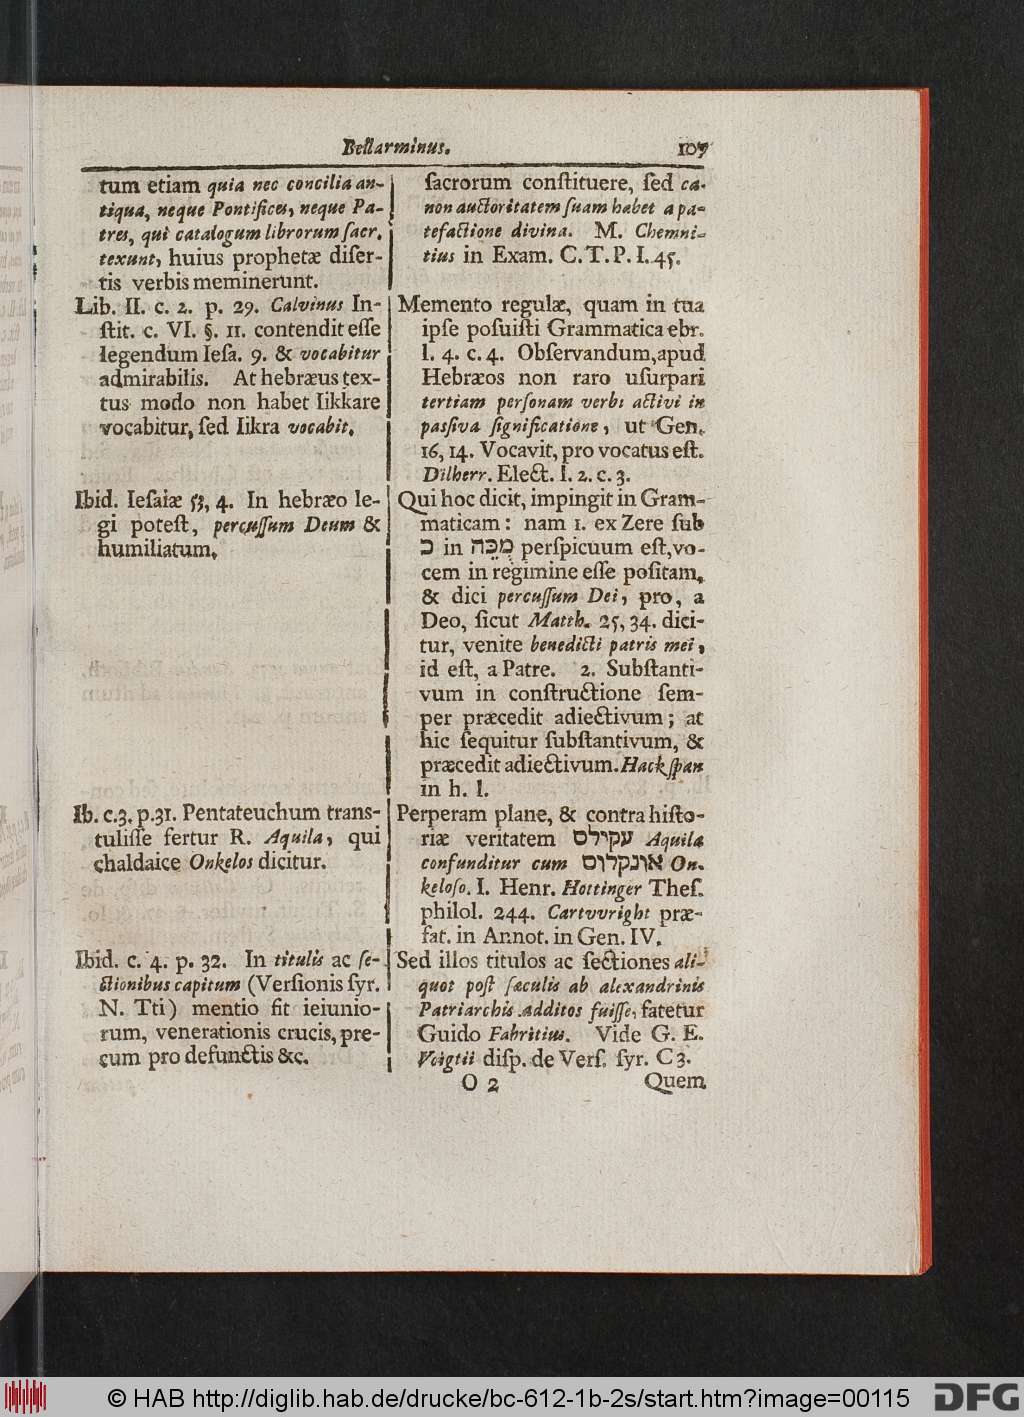 Bellarminus. 107
tum etiam quia nec concilia an-
tiqua, neque Pontifices, neque Pa-
tres, qui catalogum librorum sacr.
texunt, huius prophetæ diser-
tis verbis meminerunt.
sacrorum constituere, sed ca-
non auctoritatem suam habet a pa-
tefactione divina. M. Chemni-
tius in Exam. C. T. P. I. 45.
Lib. II. c. 2. p. 29. Calvinus In-
stit. c. VI. §. 11. contendit esse
legendum Iesa. 9. & vocabitur
admirabilis. At hebræus tex-
tus modo non habet Iikkare
vocabitur, sed Iikra vocabit.
Memento regulæ, quam in tua
ipse posuisti Grammatica ebr.
l. 4. c. 4. Observandum, apud
Hebræos non raro usurpari
tertiam personam verbi activi in
passiva significatione, ut Gen.
16, 14. Vocavit, pro vocatus est.
Dilherr. Elect. I. 2. c. 3.
Ibid. Iesaiæ 53, 4. In hebræo le-
gi potest, percussum Deum &
humiliatum.
Qui hoc dicit, impingit in Gram-
maticam: nam 1. ex Zere sub
כ in מֻכֵּה perspicuum est, vo-
cem in regimine esse positam,
& dici percussum Dei, pro, a
Deo, sicut Matth. 25, 34. dici-
tur, venite benedicti patris mei,
id est, a Patre. 2. Substanti-
vum in constructione sem-
per præcedit adiectivum; at
hic sequitur substantivum, &
præcedit adiectivum. Hackspan
in h. l.
Ib. c. 3. p. 31. Pentateuchum trans-
tulisse fertur R. Aquila, qui
chaldaice Onkelos dicitur.
Perperam plane, & contra histo-
riæ veritatem עקילס Aquila
confunditur cum אונקלוס On-
keloso. I. Henr. Hottinger Thes.
philol. 244. Cartvvright præ-
fat. in Annot. in Gen. IV.
Ibid. c. 4. p. 32. In titulis ac se-
ctionibus capitum (Versionis syr.
N. Tti) mentio fit ieiunio-
rum, venerationis crucis, pre-
cum pro defunctis &c.
Sed illos titulos ac sectiones ali-
quot post sæculis ab alexandrinis
Patriarchis additos fuisse, fatetur
Guido Fabritius. Vide G. E.
Voigtii disp. de Vers. syr. C 3.
O 2 Quem
© HAB http://diglib.hab.de/drucke/bc-612-1b-2s/start.htm?image=00115 DFG